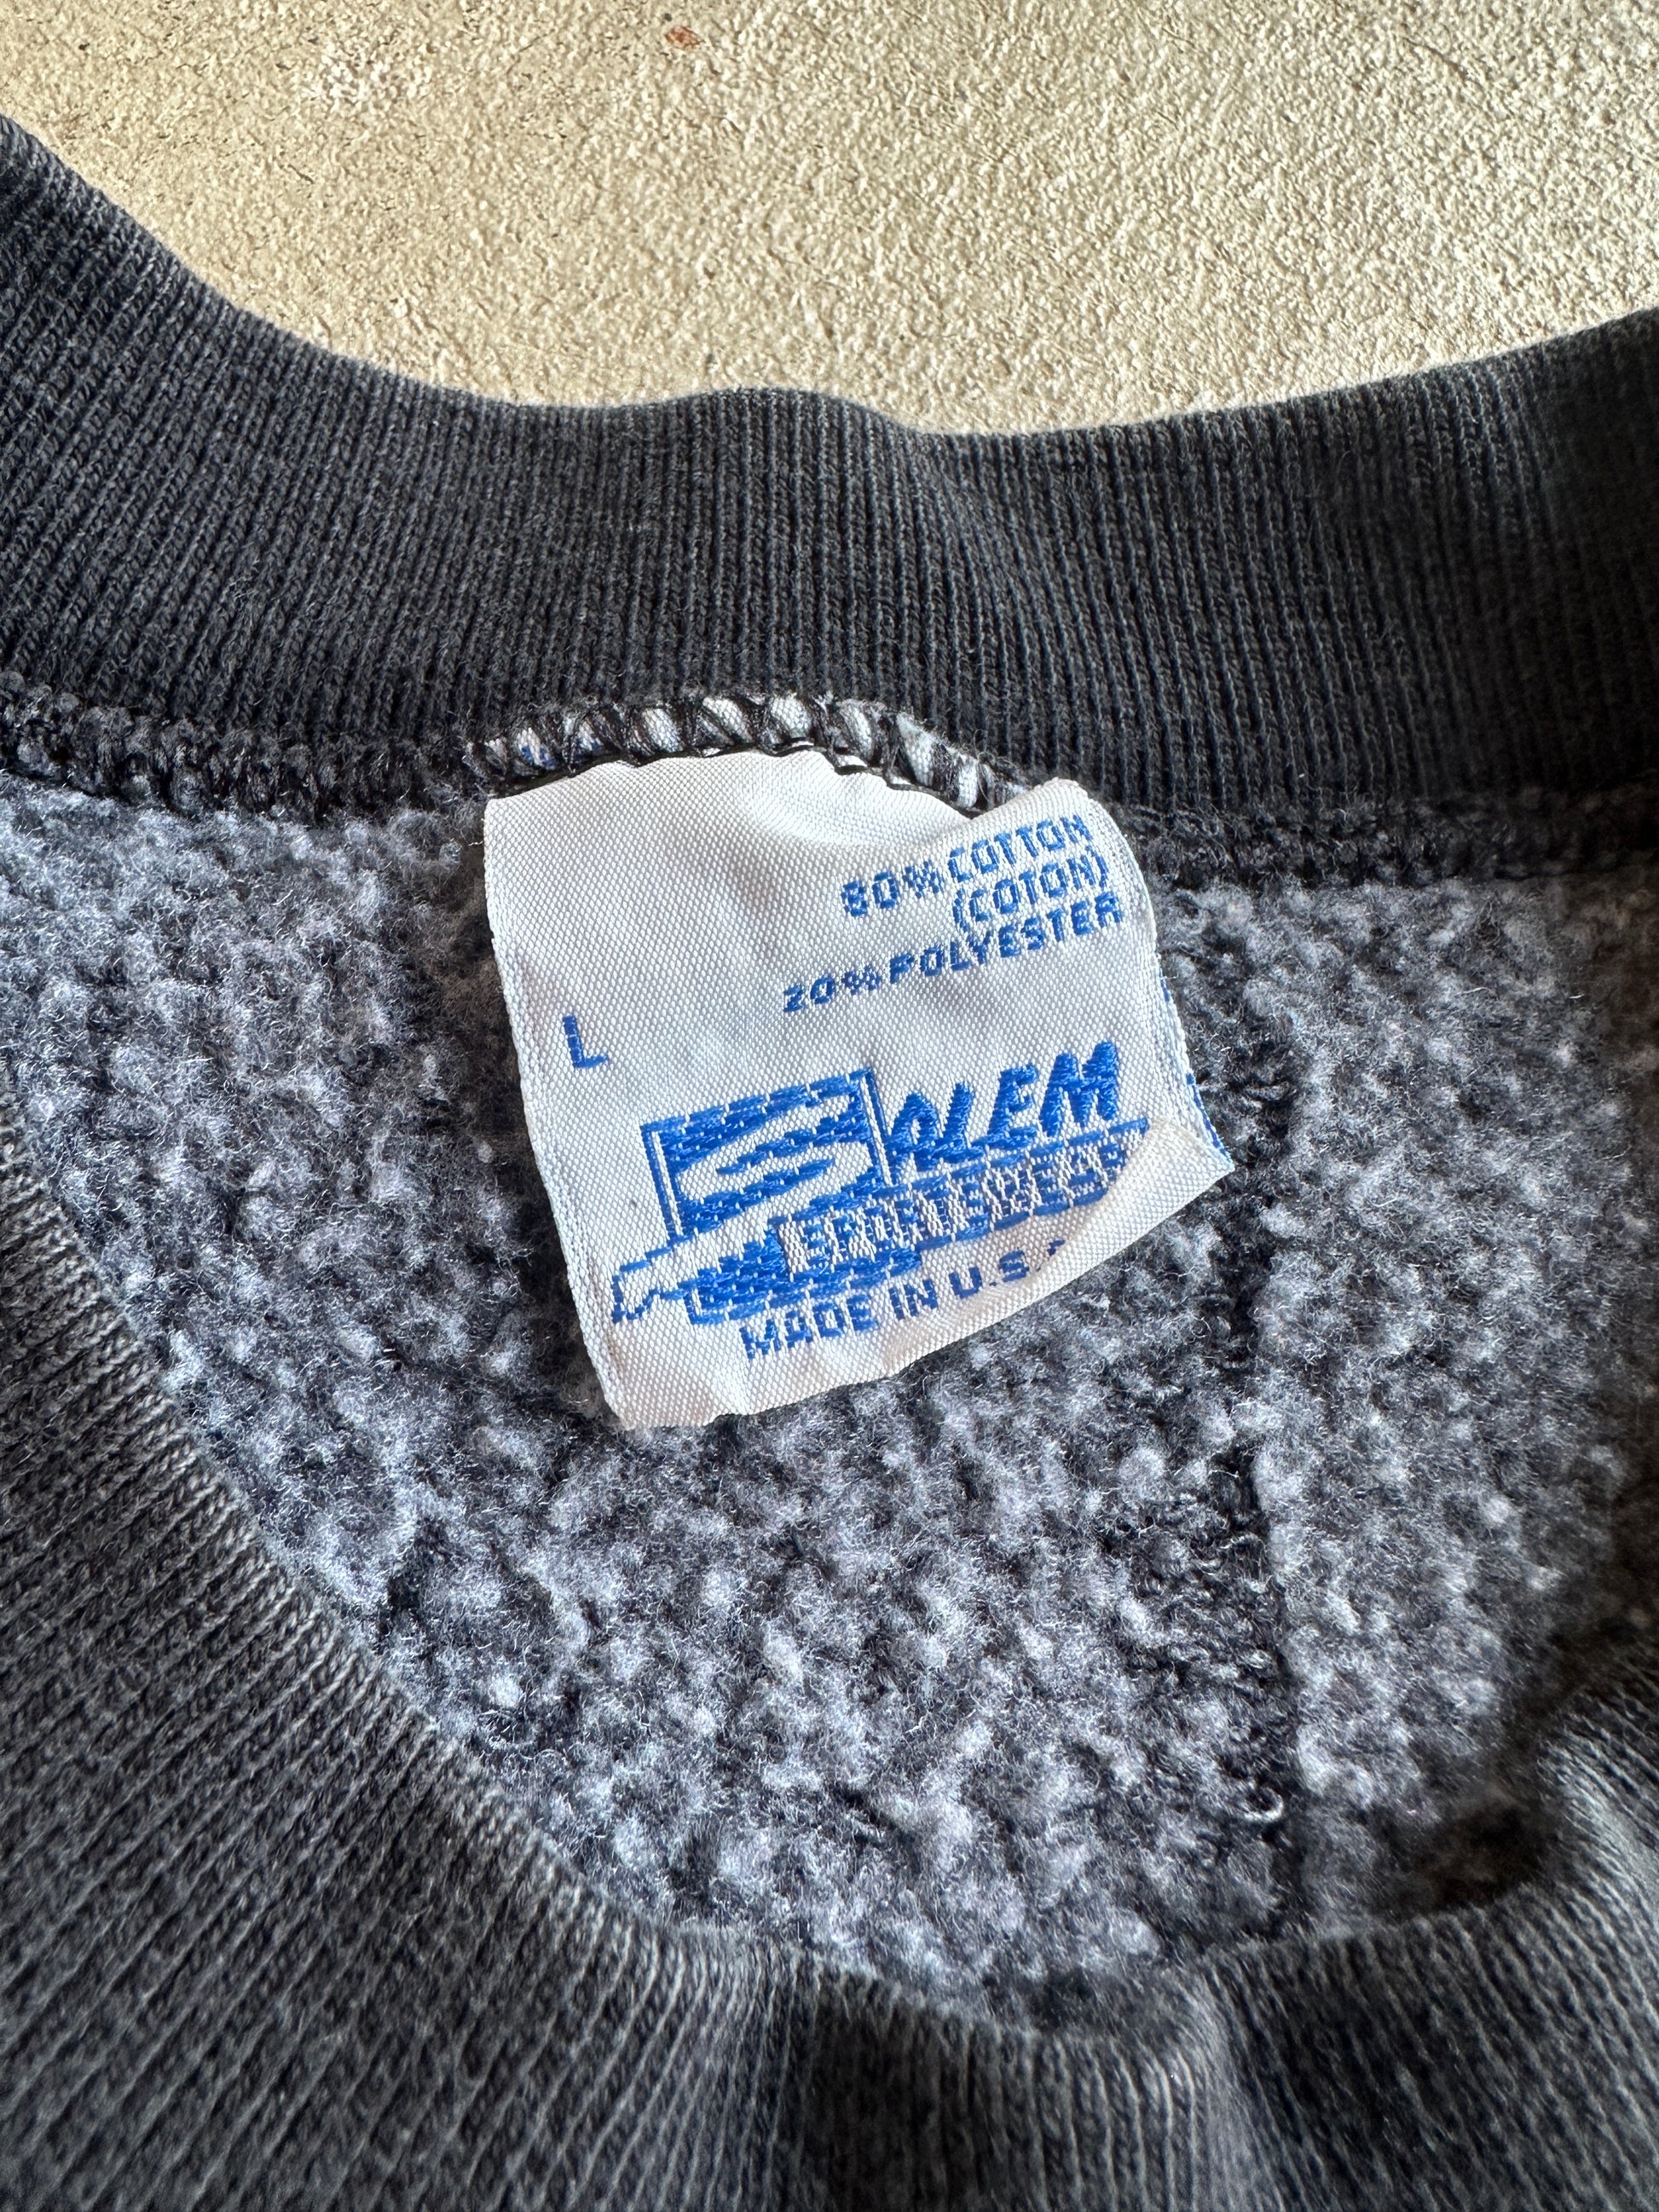 80% COTTON
(COTON)
20% POLYESTER
L
SALEM
SPORTSWEAR
MADE IN U.S.A